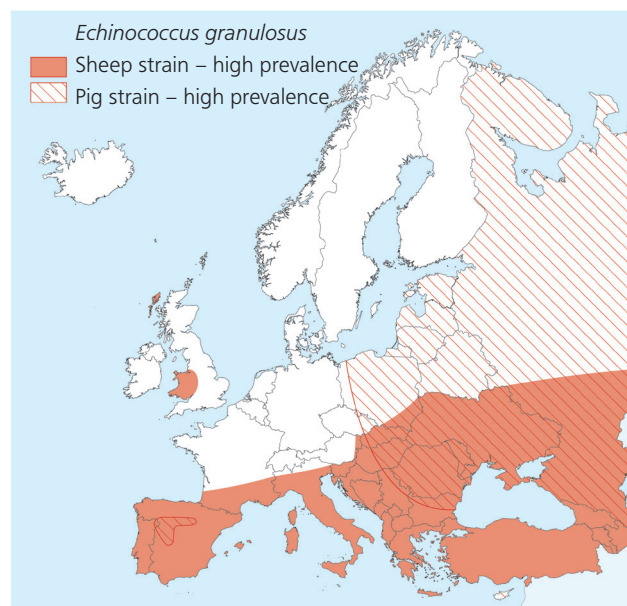 Echinococcus granulosus
Sheep strain – high prevalence
Pig strain – high prevalence